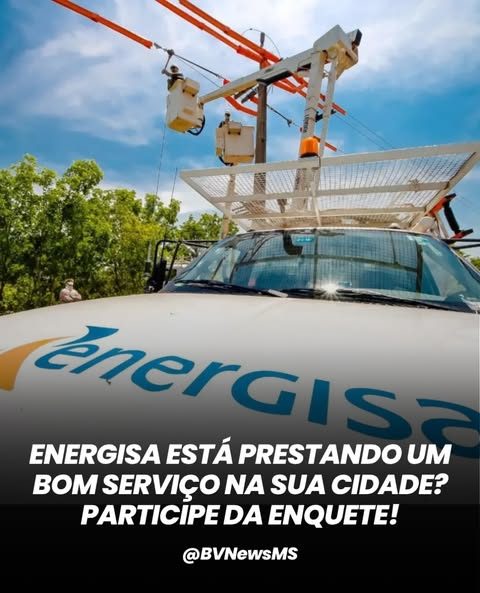 energisa
ENERGISA ESTÁ PRESTANDO UM
BOM SERVIÇO NA SUA CIDADE?
PARTICIPE DA ENQUETE!
@BVNewsMS